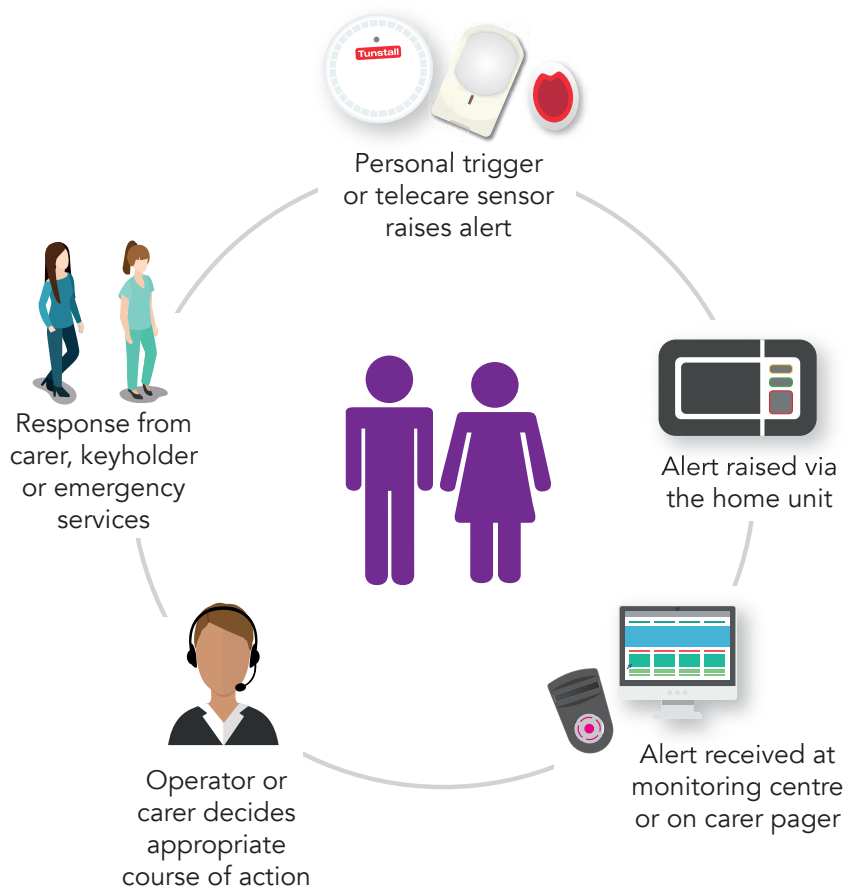 Tunstall
Personal trigger
or telecare sensor
raises alert
Alert raised via
the home unit
Alert received at
monitoring centre
or on carer pager
Operator or
carer decides
appropriate
course of action
Response from
carer, keyholder
or emergency
services